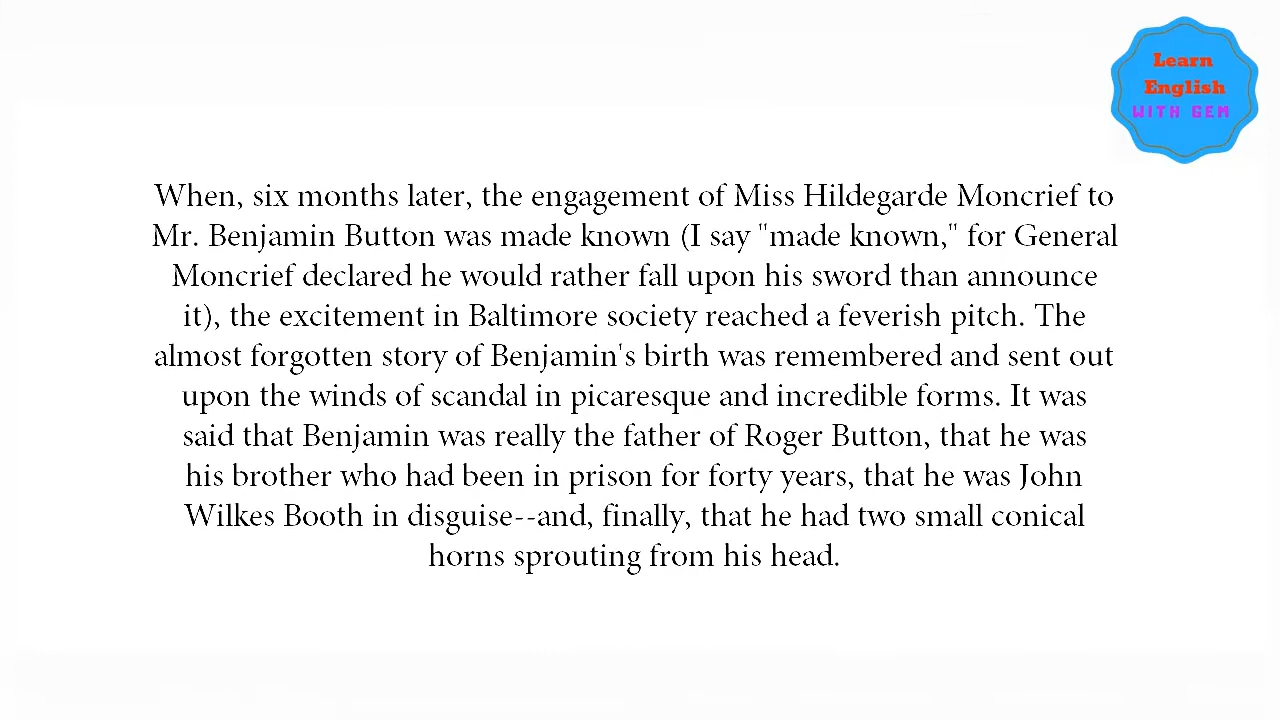 Learn
English
WITH GEM
When, six months later, the engagement of Miss Hildegarde Moncrief to
Mr. Benjamin Button was made known (I say "made known," for General
Moncrief declared he would rather fall upon his sword than announce
it), the excitement in Baltimore society reached a feverish pitch. The
almost forgotten story of Benjamin's birth was remembered and sent out
upon the winds of scandal in picaresque and incredible forms. It was
said that Benjamin was really the father of Roger Button, that he was
his brother who had been in prison for forty years, that he was John
Wilkes Booth in disguise--and, finally, that he had two small conical
horns sprouting from his head.